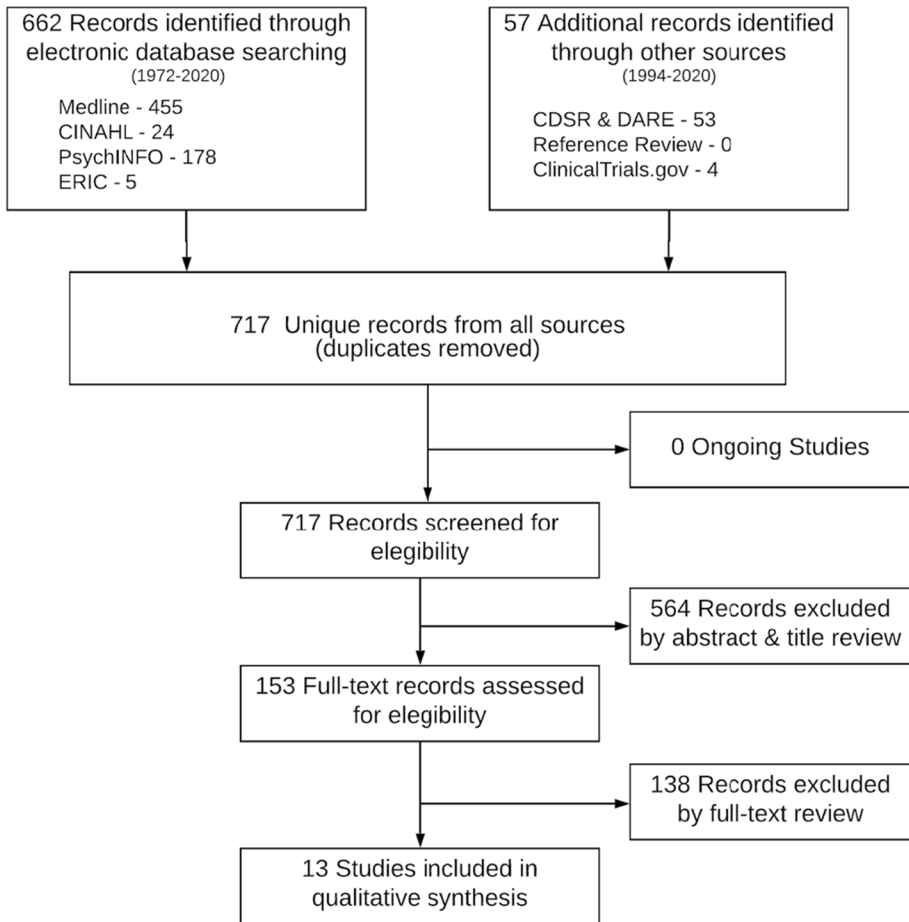 662 Records identified through
electronic database searching
(1972-2020)
Medline - 455
CINAHL - 24
PsychINFO - 178
ERIC - 5
57 Additional records identified
through other sources
(1994-2020)
CDSR & DARE - 53
Reference Review - 0
ClinicalTrials.gov - 4
717 Unique records from all sources
(duplicates removed)
0 Ongoing Studies
717 Records screened for
elegibility
564 Records excluded
by abstract & title review
153 Full-text records assessed
for elegibility
138 Records excluded
by full-text review
13 Studies included in
qualitative synthesis